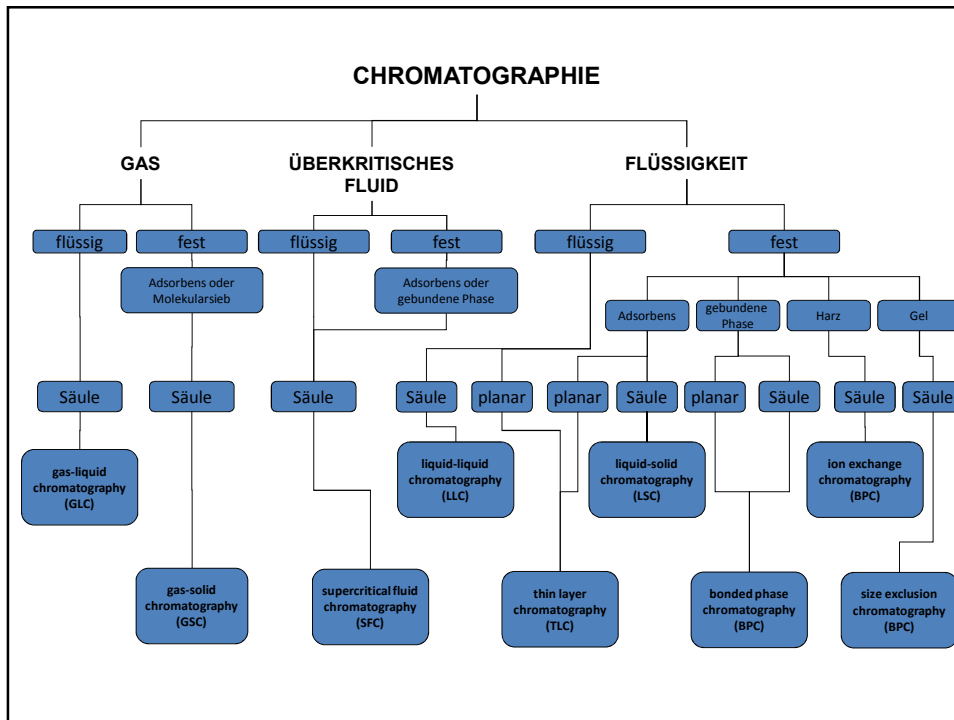 CHROMATOGRAPHIE
GAS
ÜBERKRITISCHES
FLUID
FLÜSSIGKEIT
flüssig
fest
flüssig
fest
flüssig
fest
Adsorbens oder
Molekularsieb
Adsorbens oder
gebundene Phase
Adsorbens
gebundene
Phase
Harz
Gel
Säule
Säule
Säule
Säule
planar
planar
Säule
planar
Säule
Säule
Säule
gas-liquid
chromatography
(GLC)
liquid-liquid
chromatography
(LLC)
liquid-solid
chromatography
(LSC)
ion exchange
chromatography
(BPC)
gas-solid
chromatography
(GSC)
supercritical fluid
chromatography
(SFC)
thin layer
chromatography
(TLC)
bonded phase
chromatography
(BPC)
size exclusion
chromatography
(BPC)